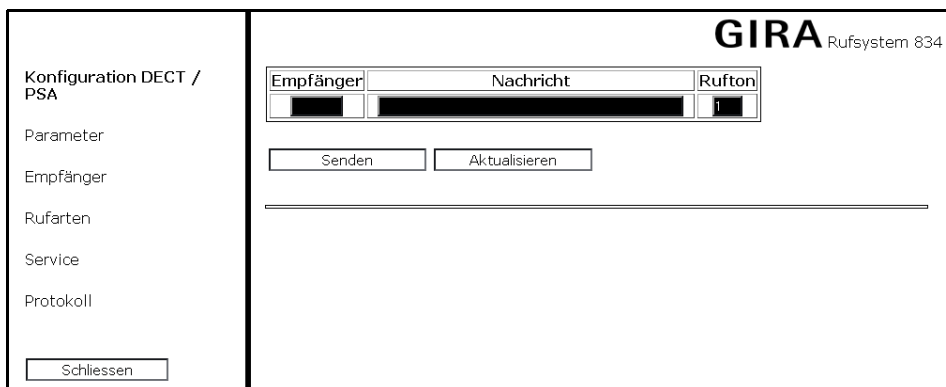 GIRA Rufsystem 834
Konfiguration DECT /
PSA
Parameter
Empfänger
Rufarten
Service
Protokoll
Schliessen
Empfänger Nachricht Rufton
1
Senden Aktualisieren